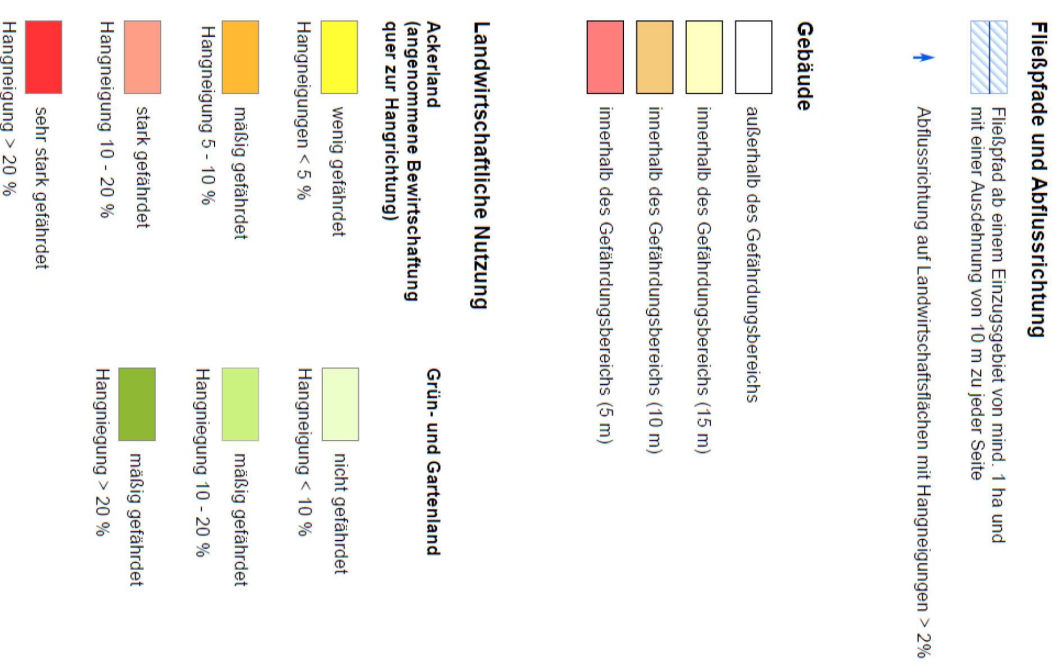 Fließpfade und Abflussrichtung
Fließpfad ab einem Einzugsgebiet von mind. 1 ha und
mit einer Ausdehnung von 10 m zu jeder Seite
Abflussrichtung auf Landwirtschaftsflächen mit Hangneigungen > 2%
Gebäude
außerhalb des Gefährdungsbereichs
innerhalb des Gefährdungsbereichs (15 m)
innerhalb des Gefährdungsbereichs (10 m)
innerhalb des Gefährdungsbereichs (5 m)
Landwirtschaftliche Nutzung
Ackerland
(angenommene Bewirtschaftung
quer zur Hangrichtung)
wenig gefährdet
Hangneigungen < 5 %
mäßig gefährdet
Hangneigung 5 - 10 %
stark gefährdet
Hangneigung 10 - 20 %
sehr stark gefährdet
Hangneigung > 20 %
Grün- und Gartenland
nicht gefährdet
Hangneigung < 10 %
mäßig gefährdet
Hangniegung 10 - 20 %
mäßig gefährdet
Hangniegung > 20 %